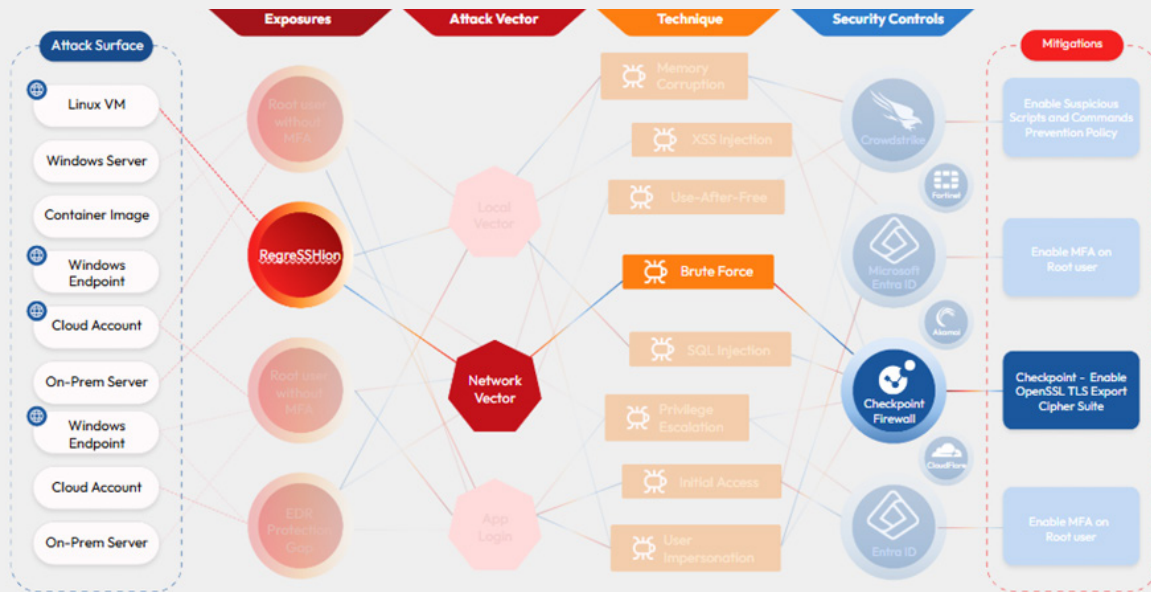 Exposures
Attack Vector
Technique
Security Controls
Attack Surface
Mitigations
Linux VM
Windows Server
Container Image
Windows
Endpoint
Cloud Account
On-Prem Server
Windows
Endpoint
Cloud Account
On-Prem Server
Root user
without
MFA
RegreSSHion
Root user
without
MFA
EDR
Protection
Gap
Local
Vector
Network
Vector
App
Login
Memory
Corruption
XSS Injection
Use-After-Free
Brute Force
SQL Injection
Privilege
Escalation
Initial Access
User
Impersonation
Crowdstrike
Fortinet
Microsoft
Entra ID
Akamai
Checkpoint
Firewall
CloudFlare
Entra ID
Enable Suspicious
Scripts and Commands
Prevention Policy
Enable MFA on
Root user
Checkpoint - Enable
OpenSSL TLS Export
Cipher Suite
Enable MFA on
Root user